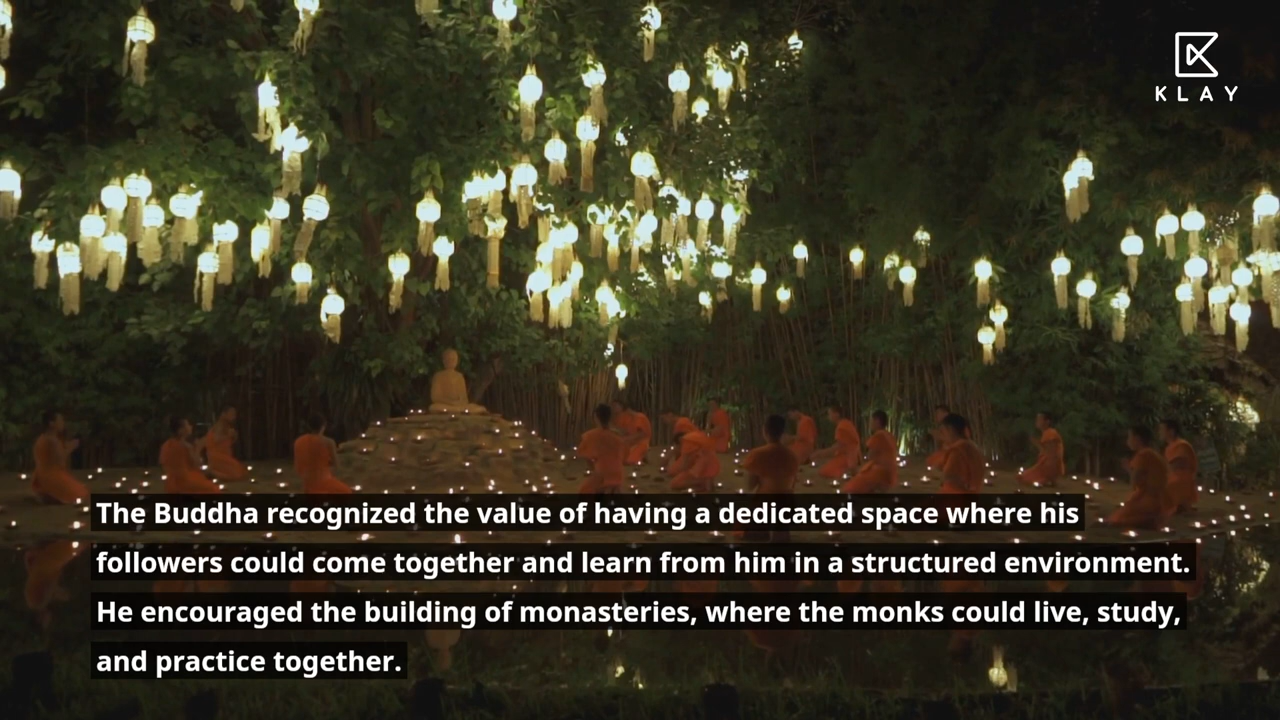 KLAY
The Buddha recognized the value of having a dedicated space where his
followers could come together and learn from him in a structured environment.
He encouraged the building of monasteries, where the monks could live, study,
and practice together.